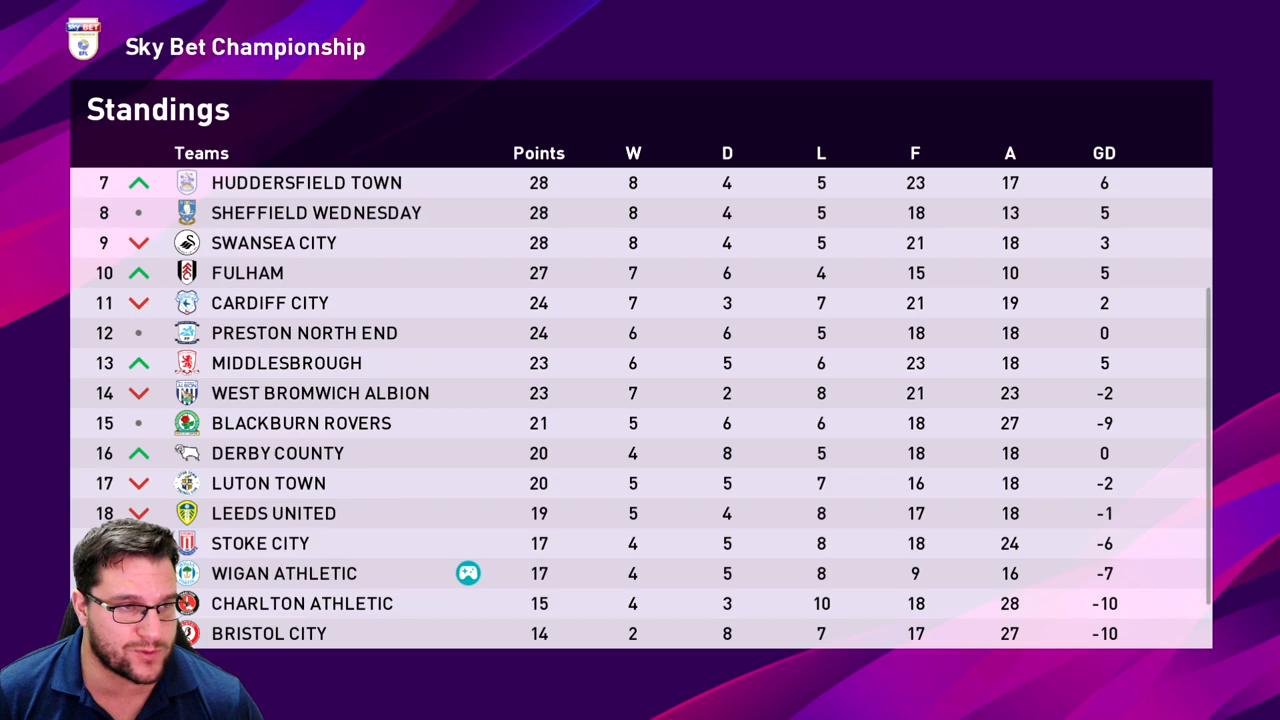 SKY BET
EFL
Sky Bet Championship
Standings
Teams Points W D L F A GD
7 HUDDERSFIELD TOWN 28 8 4 5 23 17 6
8 SHEFFIELD WEDNESDAY 28 8 4 5 18 13 5
9 SWANSEA CITY 28 8 4 5 21 18 3
10 FULHAM 27 7 6 4 15 10 5
11 CARDIFF CITY 24 7 3 7 21 19 2
12 PRESTON NORTH END 24 6 6 5 18 18 0
13 MIDDLESBROUGH 23 6 5 6 23 18 5
14 WEST BROMWICH ALBION 23 7 2 8 21 23 -2
15 BLACKBURN ROVERS 21 5 6 6 18 27 -9
16 DERBY COUNTY 20 4 8 5 18 18 0
17 LUTON TOWN 20 5 5 7 16 18 -2
18 LEEDS UNITED 19 5 4 8 17 18 -1
STOKE CITY 17 4 5 8 18 24 -6
WIGAN ATHLETIC 17 4 5 8 9 16 -7
CHARLTON ATHLETIC 15 4 3 10 18 28 -10
BRISTOL CITY 14 2 8 7 17 27 -10